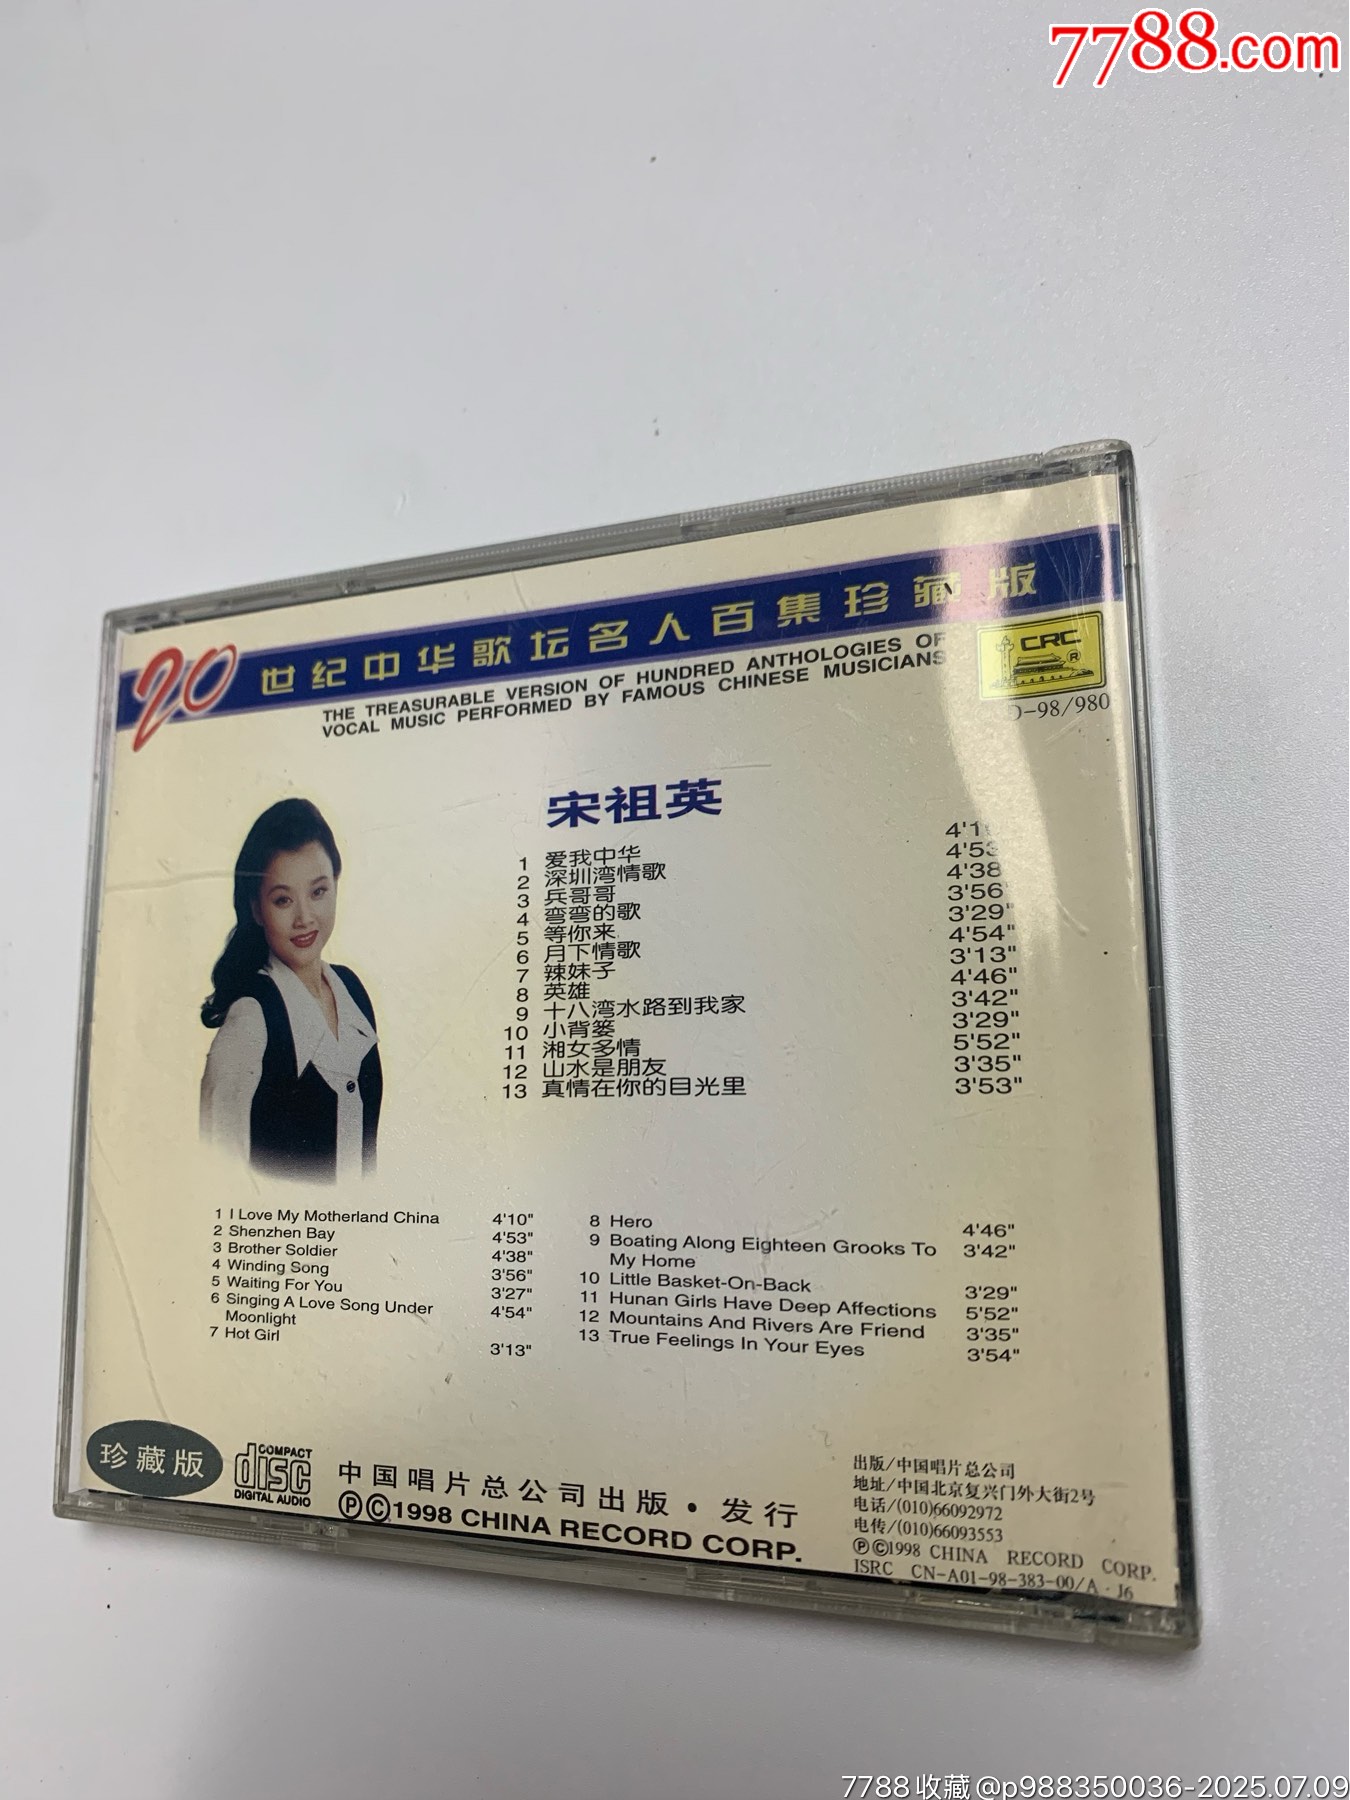 7788.com
20世纪中华歌坛名人百集珍藏版
THE TREASURABLE VERSION OF HUNDRED ANTHOLOGIES OF
VOCAL MUSIC PERFORMED BY FAMOUS CHINESE MUSICIANS
CRC
®
D-98/980
宋祖英
1 爱我中华 4'1
2 深圳湾情歌 4'53
3 兵哥哥 4'38
4 弯弯的歌 3'56
5 等你来 3'29"
6 月下情歌 4'54"
7 辣妹子 3'13"
8 英雄 4'46"
9 十八湾水路到我家 3'42"
10 小背篓 3'29"
11 湘女多情 5'52"
12 山水是朋友 3'35"
13 真情在你的目光里 3'53"
1 I Love My Motherland China 4'10"
2 Shenzhen Bay 4'53"
3 Brother Soldier 4'38"
4 Winding Song 3'56"
5 Waiting For You 3'27"
6 Singing A Love Song Under 4'54"
Moonlight
7 Hot Girl 3'13"
8 Hero 4'46"
9 Boating Along Eighteen Grooks To 3'42"
My Home
10 Little Basket-On-Back 3'29"
11 Hunan Girls Have Deep Affections 5'52"
12 Mountains And Rivers Are Friend 3'35"
13 True Feelings In Your Eyes 3'54"
珍藏版
COMPACT
disc
DIGITAL AUDIO
中国唱片总公司出版·发行
ⓅⒸ1998 CHINA RECORD CORP.
出版/中国唱片总公司
地址/中国北京复兴门外大街2号
电话/(010)66092972
电传/(010)66093553
ⓅⒸ1998 CHINA RECORD CORP.
ISRC CN-A01-98-383-00/A·J6
7788收藏@p988350036-2025.07.09